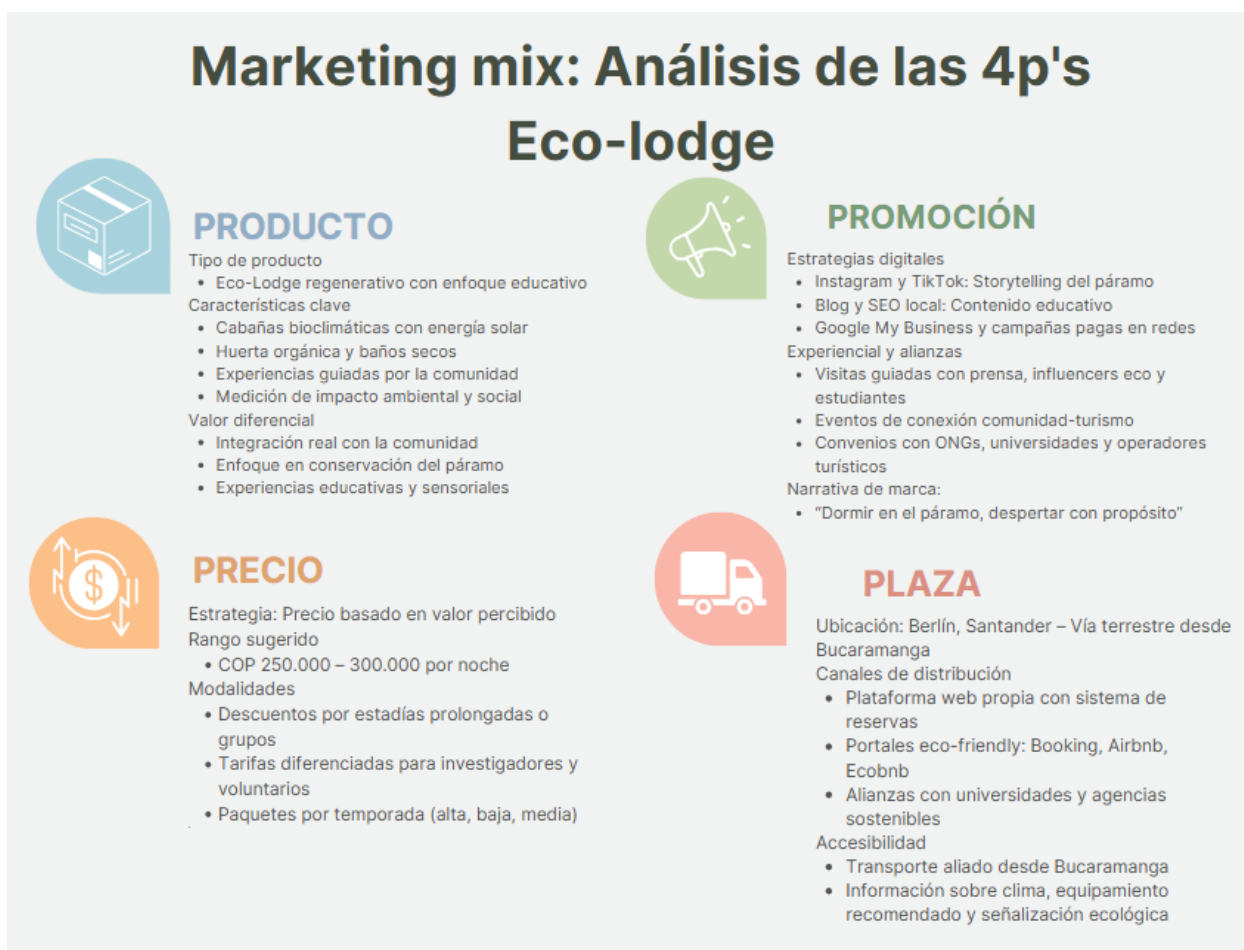 Marketing mix: Análisis de las 4p's
Eco-lodge
PRODUCTO
Tipo de producto
• Eco-Lodge regenerativo con enfoque educativo
Características clave
• Cabañas bioclimáticas con energía solar
• Huerta orgánica y baños secos
• Experiencias guiadas por la comunidad
• Medición de impacto ambiental y social
Valor diferencial
• Integración real con la comunidad
• Enfoque en conservación del páramo
• Experiencias educativas y sensoriales
PROMOCIÓN
Estrategias digitales
• Instagram y TikTok: Storytelling del páramo
• Blog y SEO local: Contenido educativo
• Google My Business y campañas pagas en redes
Experiencial y alianzas
• Visitas guiadas con prensa, influencers eco y
estudiantes
• Eventos de conexión comunidad-turismo
• Convenios con ONGs, universidades y operadores
turísticos
Narrativa de marca:
• “Dormir en el páramo, despertar con propósito”
PRECIO
Estrategia: Precio basado en valor percibido
Rango sugerido
• COP 250.000 – 300.000 por noche
Modalidades
• Descuentos por estadías prolongadas o
grupos
• Tarifas diferenciadas para investigadores y
voluntarios
• Paquetes por temporada (alta, baja, media)
PLAZA
Ubicación: Berlín, Santander – Vía terrestre desde
Bucaramanga
Canales de distribución
• Plataforma web propia con sistema de
reservas
• Portales eco-friendly: Booking, Airbnb,
Ecobnb
• Alianzas con universidades y agencias
sostenibles
Accesibilidad
• Transporte aliado desde Bucaramanga
• Información sobre clima, equipamiento
recomendado y señalización ecológica